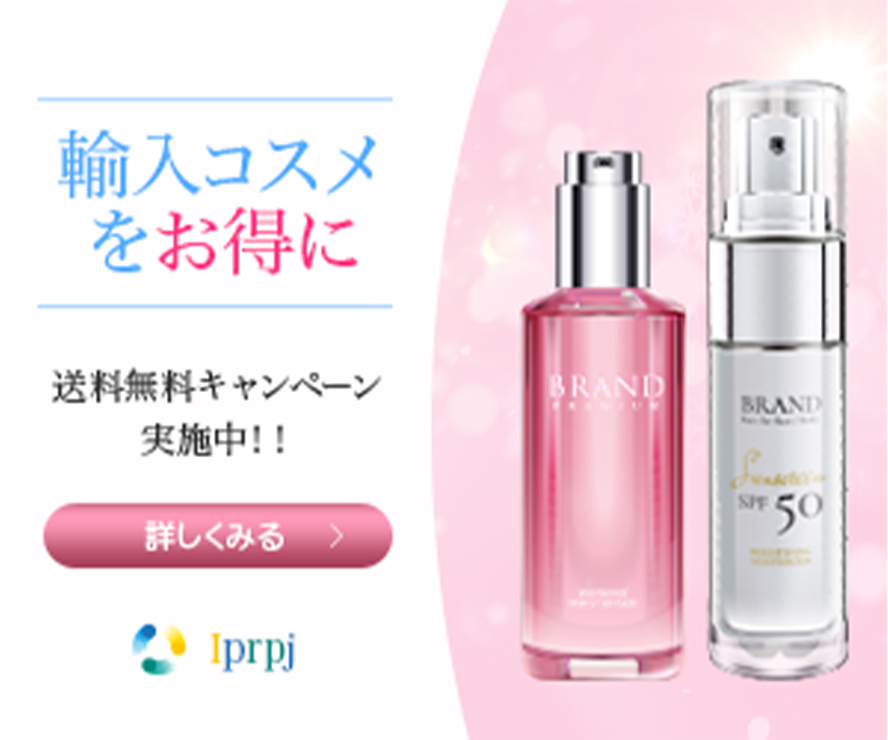 輸入コスメ
をお得に
送料無料キャンペーン
実施中!!
詳しくみる
Iprpj
BRAND
PREMIUM
BRAND
Sunscreen
SPF 50